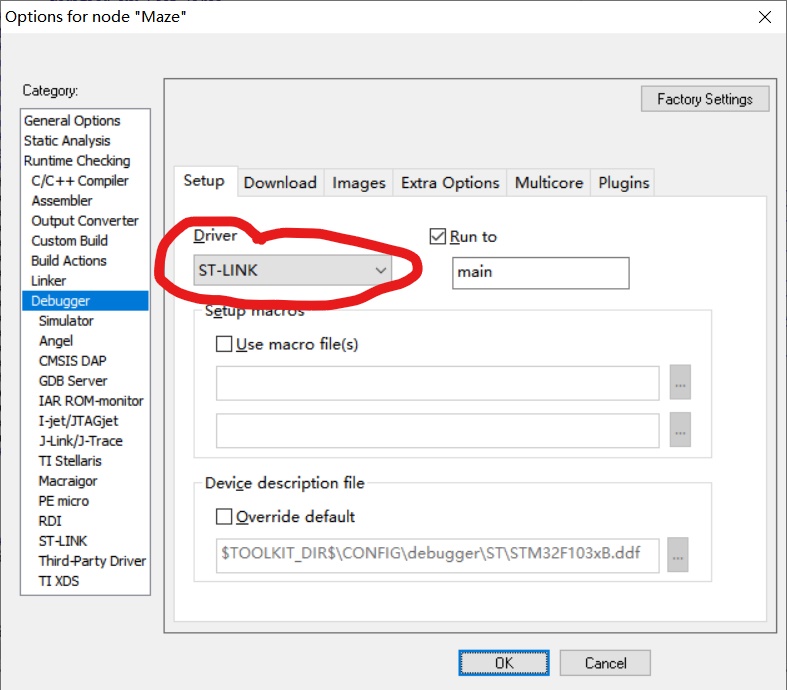 Options for node "Maze"
Category:
General Options
Static Analysis
Runtime Checking
C/C++ Compiler
Assembler
Output Converter
Custom Build
Build Actions
Linker
Debugger
Simulator
Angel
CMSIS DAP
GDB Server
IAR ROM-monitor
I-jet/JTAGjet
J-Link/J-Trace
TI Stellaris
Macraigor
PE micro
RDI
ST-LINK
Third-Party Driver
TI XDS
Factory Settings
Setup Download Images Extra Options Multicore Plugins
Driver
ST-LINK
Run to
main
Setup macros
Use macro file(s)
...
...
Device description file
Override default
$TOOLKIT_DIR$\CONFIG\debugger\ST\STM32F103xB.ddf
...
OK Cancel